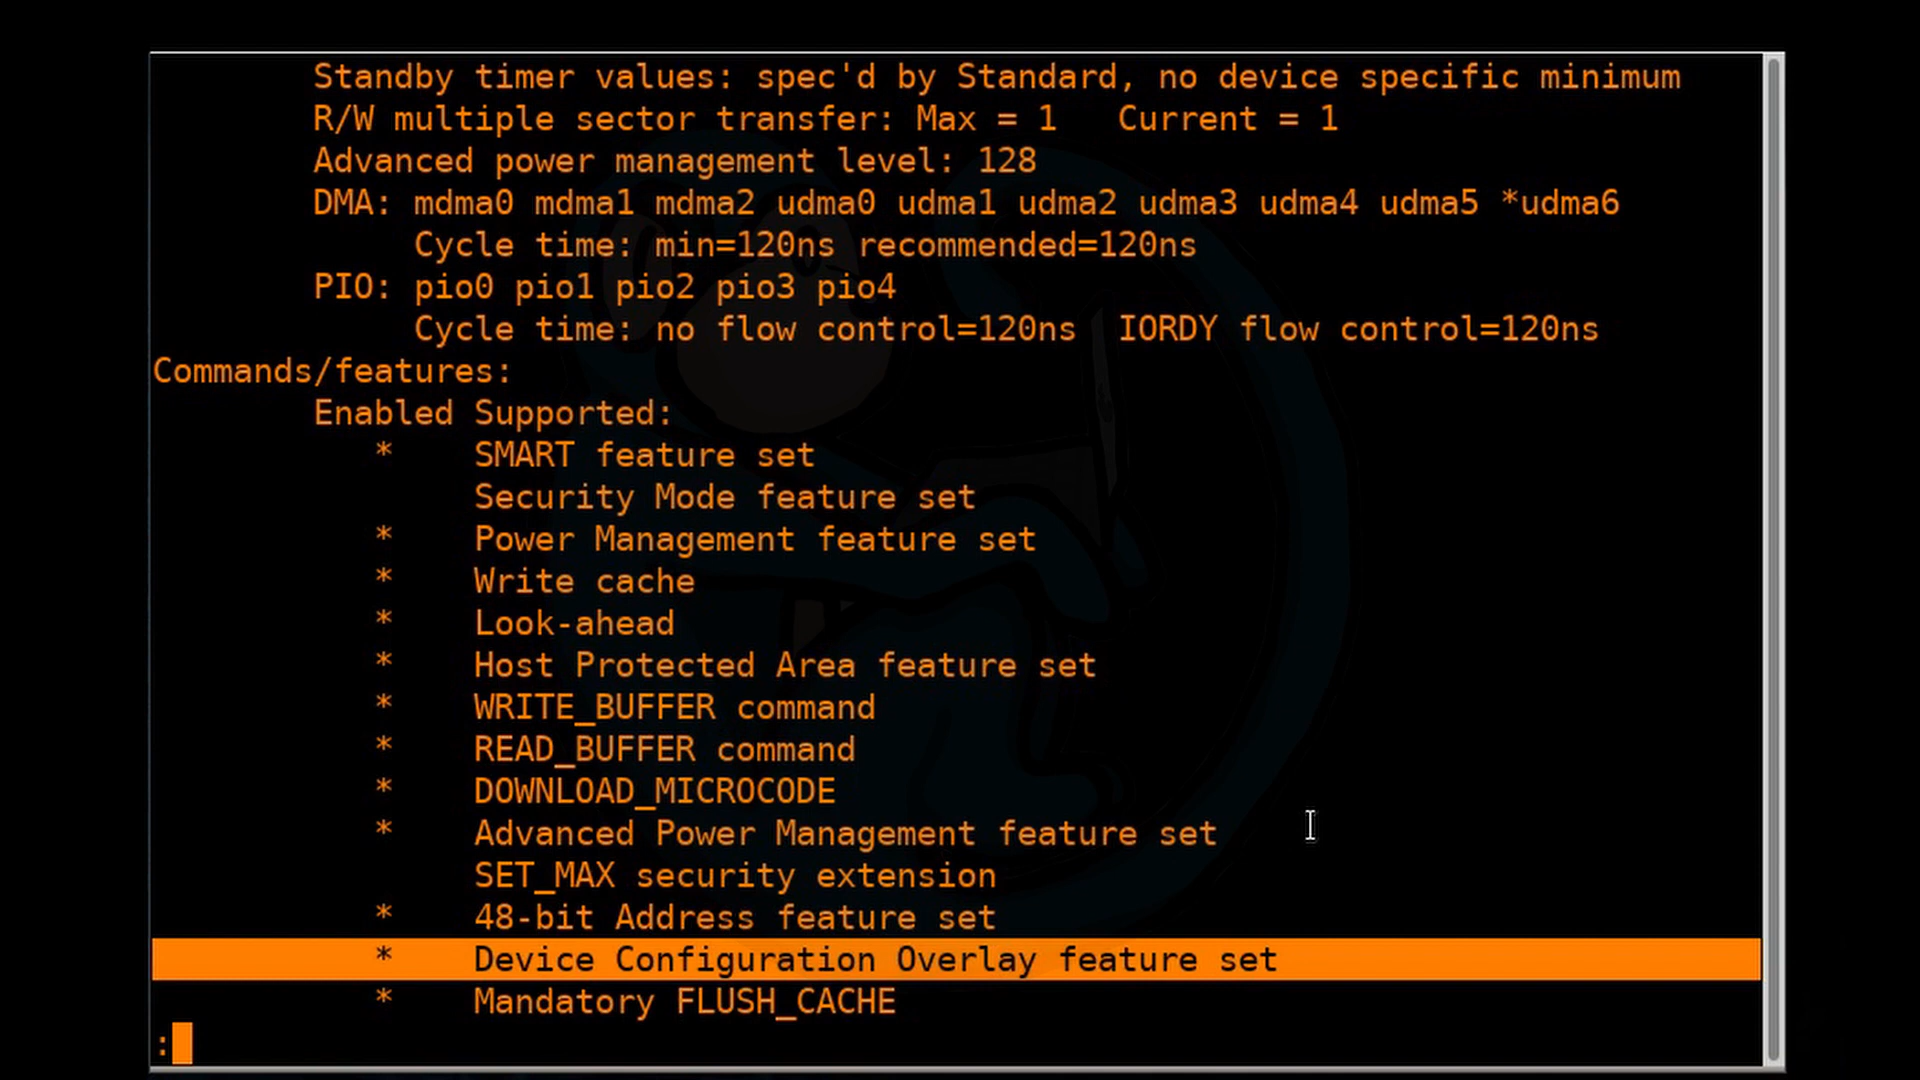 Standby timer values: spec'd by Standard, no device specific minimum
R/W multiple sector transfer: Max = 1   Current = 1
Advanced power management level: 128
DMA: mdma0 mdma1 mdma2 udma0 udma1 udma2 udma3 udma4 udma5 *udma6
Cycle time: min=120ns recommended=120ns
PIO: pio0 pio1 pio2 pio3 pio4
Cycle time: no flow control=120ns  IORDY flow control=120ns
Commands/features:
Enabled Supported:
*    SMART feature set
Security Mode feature set
*    Power Management feature set
*    Write cache
*    Look-ahead
*    Host Protected Area feature set
*    WRITE_BUFFER command
*    READ_BUFFER command
*    DOWNLOAD_MICROCODE
*    Advanced Power Management feature set
SET_MAX security extension
*    48-bit Address feature set
*    Device Configuration Overlay feature set
*    Mandatory FLUSH_CACHE
: